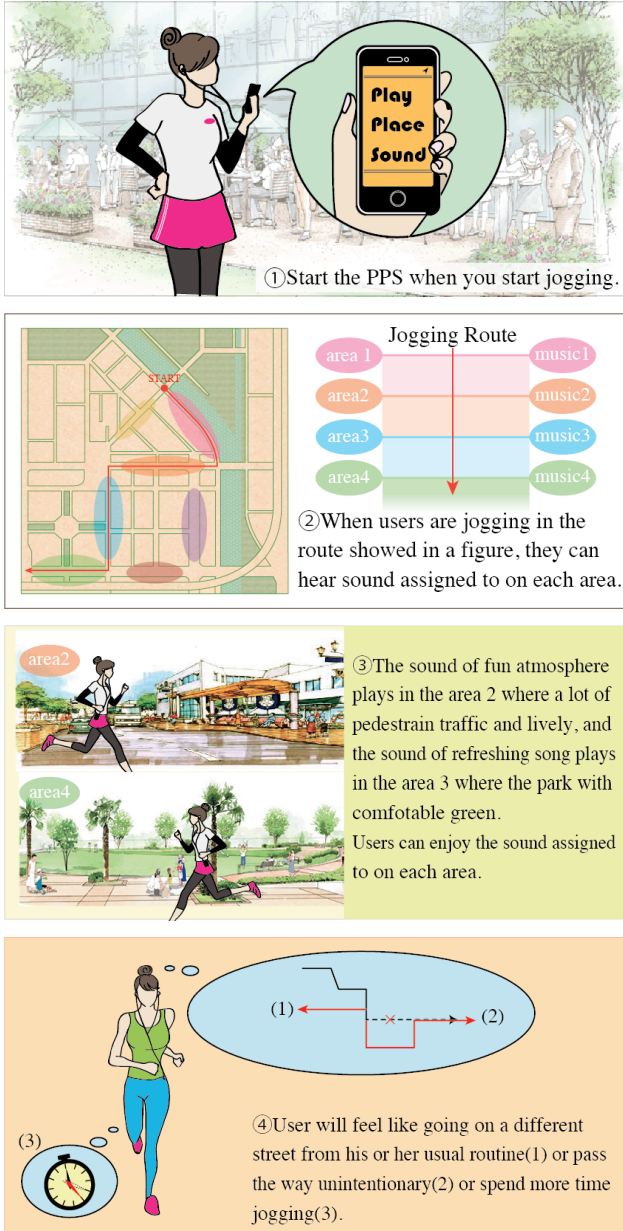 Play
Place
Sound
①Start the PPS when you start jogging.
START
Jogging Route
area 1
music1
area2
music2
area3
music3
area4
music4
②When users are jogging in the
route showed in a figure, they can
hear sound assigned to on each area.
area2
area4
③The sound of fun atmosphere
plays in the area 2 where a lot of
pedestrain traffic and lively, and
the sound of refreshing song plays
in the area 3 where the park with
comfotable green.
Users can enjoy the sound assigned
to on each area.
(1)
(2)
(3)
④User will feel like going on a different
street from his or her usual routine(1) or pass
the way unintentionary(2) or spend more time
jogging(3).